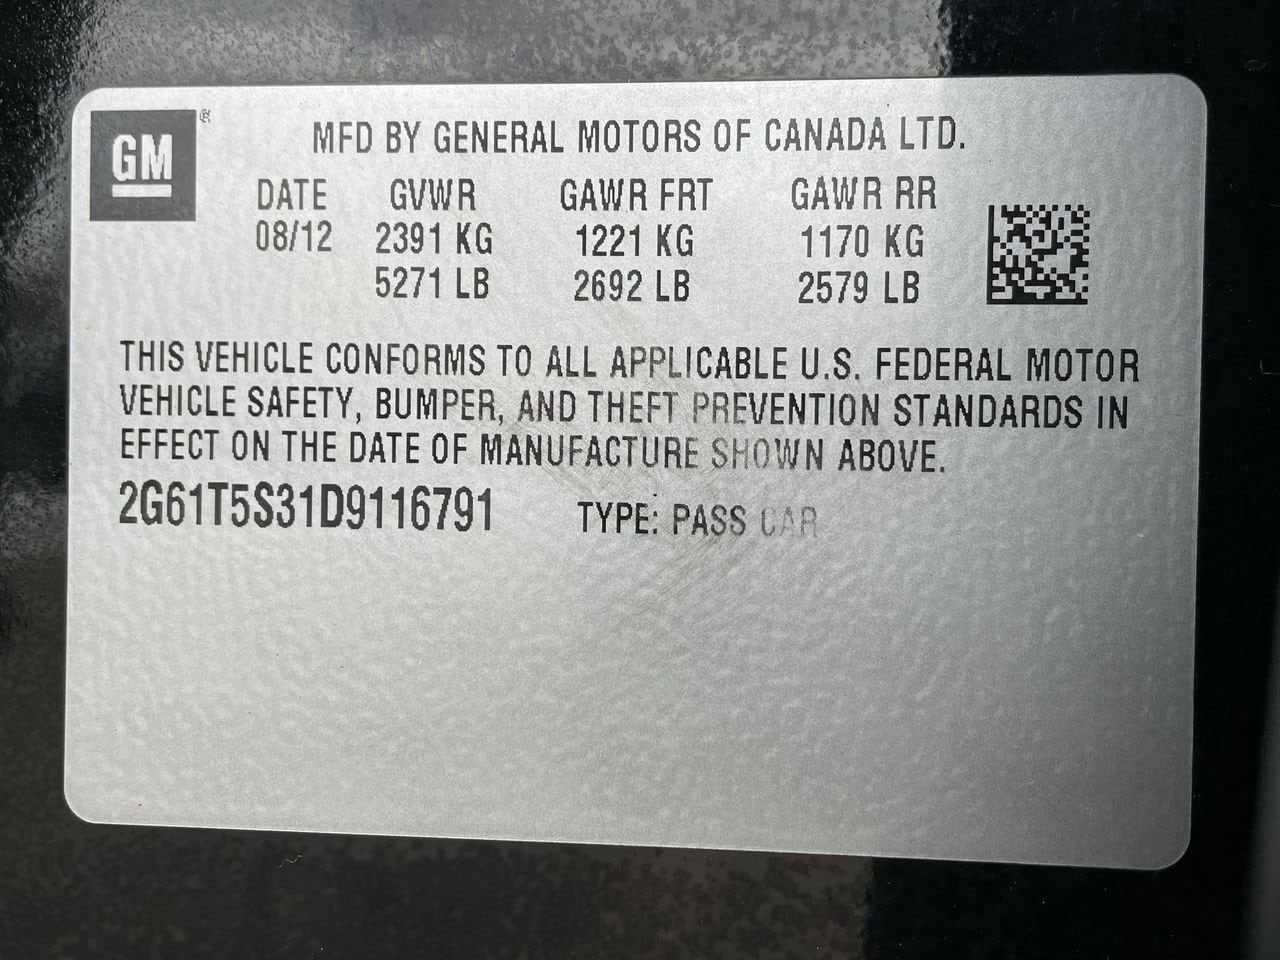 GM
MFD BY GENERAL MOTORS OF CANADA LTD.
DATE GVWR GAWR FRT GAWR RR
08/12 2391 KG 1221 KG 1170 KG
5271 LB 2692 LB 2579 LB
THIS VEHICLE CONFORMS TO ALL APPLICABLE U.S. FEDERAL MOTOR
VEHICLE SAFETY, BUMPER, AND THEFT PREVENTION STANDARDS IN
EFFECT ON THE DATE OF MANUFACTURE SHOWN ABOVE.
2G61T5S31D9116791 TYPE: PASS CAR